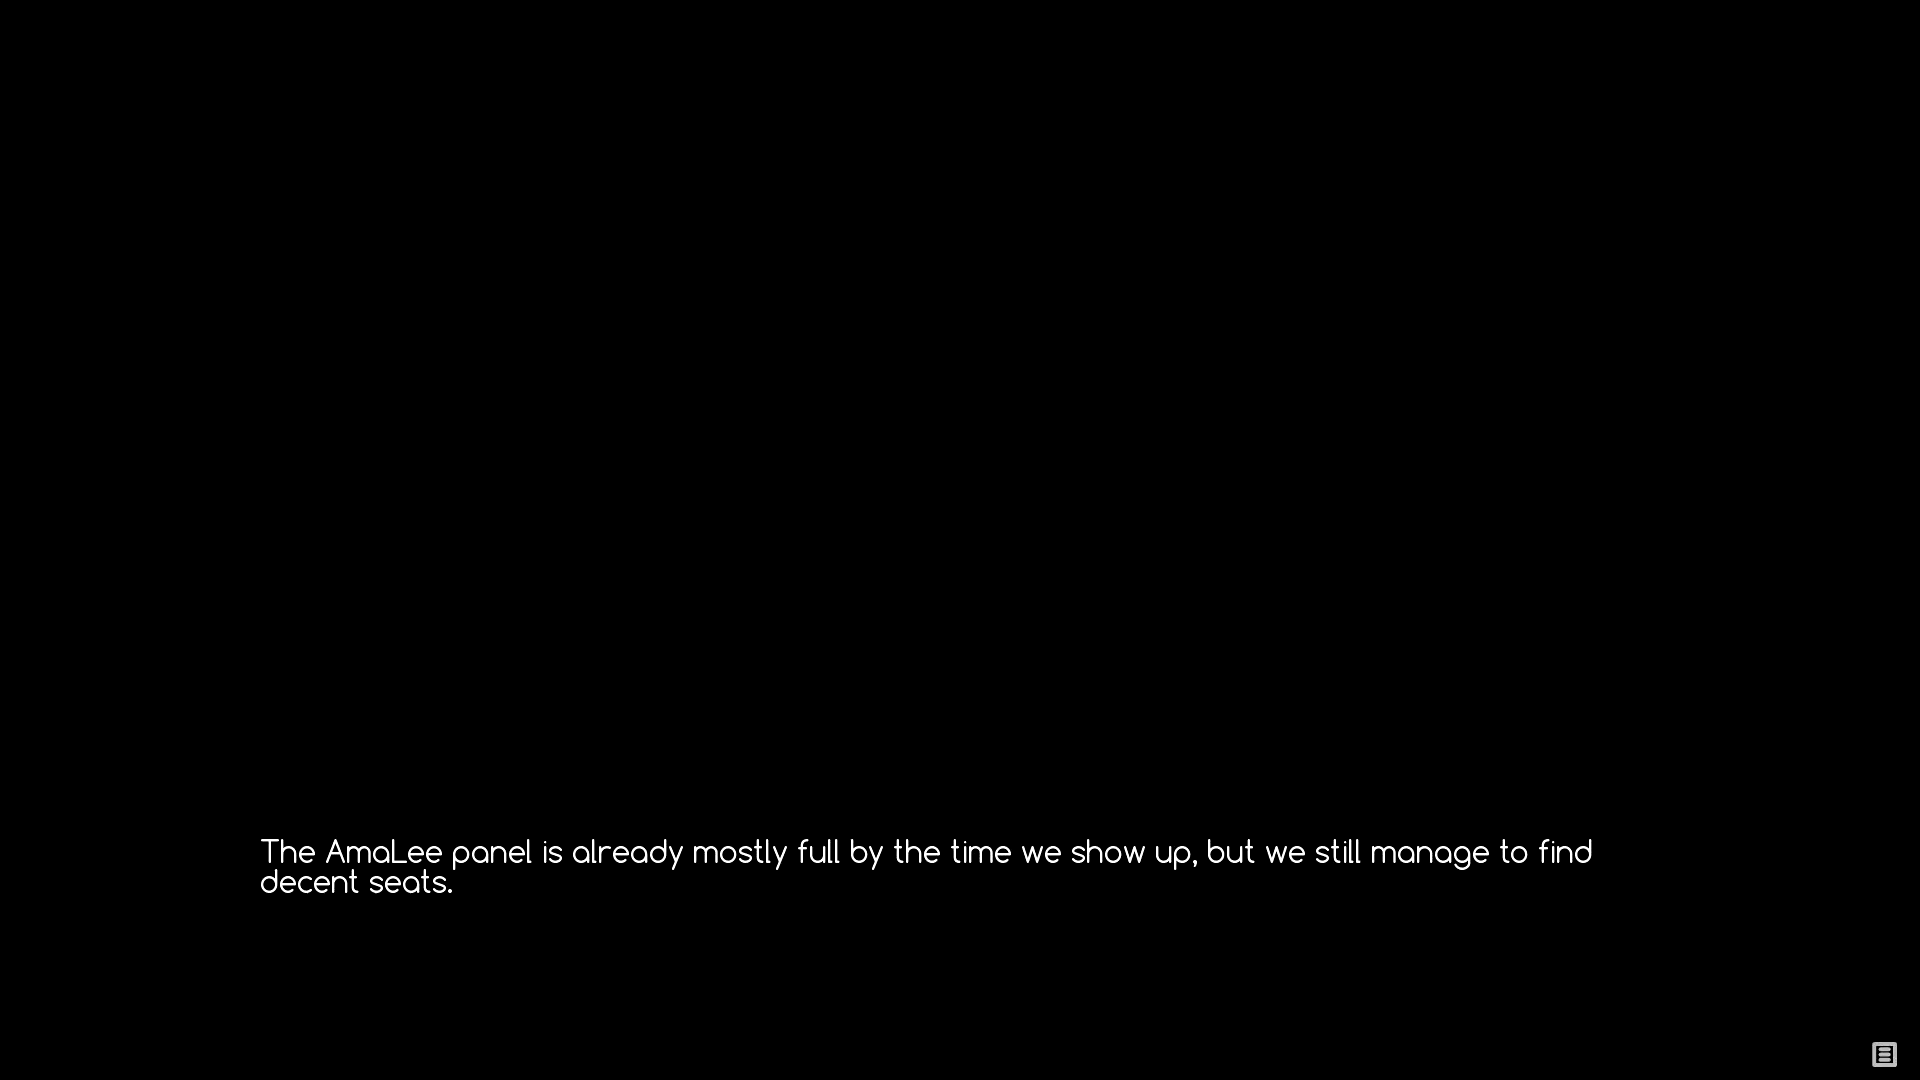 The AmaLee panel is already mostly full by the time we show up, but we still manage to find
decent seats.